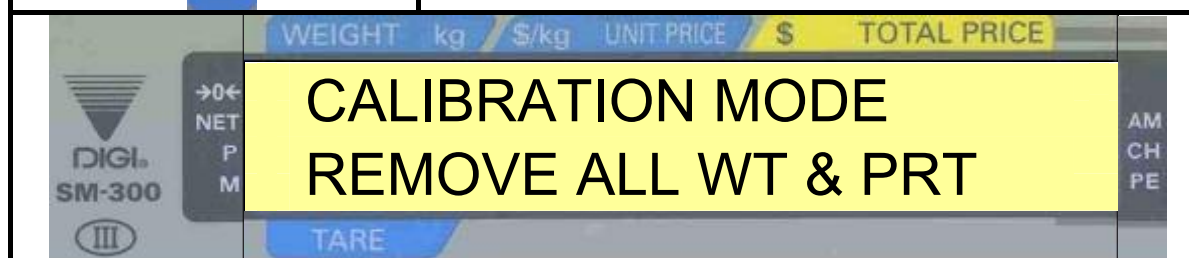 WEIGHT kg $/kg UNIT PRICE $ TOTAL PRICE
→0←
NET
P
M
CALIBRATION MODE
REMOVE ALL WT & PRT
AM
CH
PE
DIGI®
SM-300
III
TARE